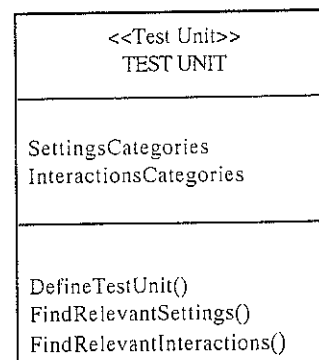 <<Test Unit>>
TEST UNIT
SettingsCategories
InteractionsCategories
DefineTestUnit()
FindRelevantSettings()
FindRelevantInteractions()